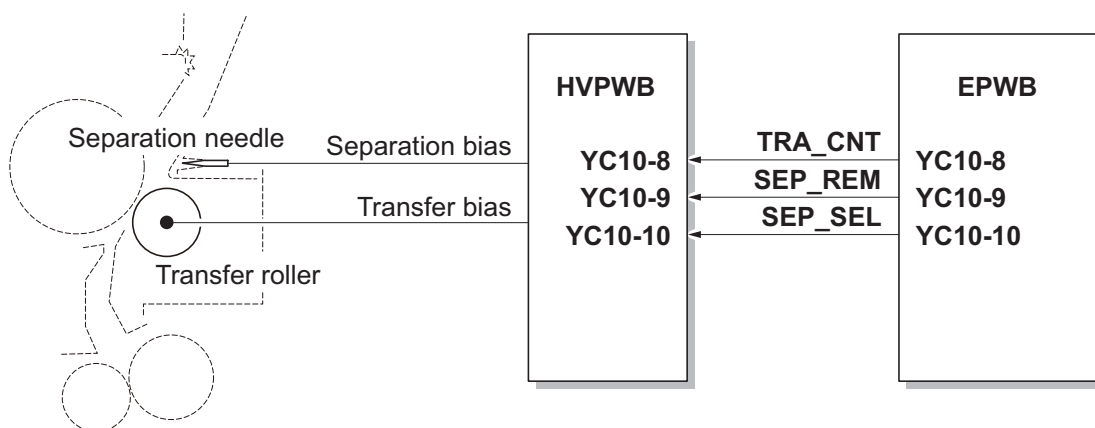 HVPWB
EPWB
Separation needle
Separation bias
TRA_CNT
YC10-8
YC10-8
SEP_REM
YC10-9
YC10-9
Transfer bias
SEP_SEL
YC10-10
YC10-10
Transfer roller